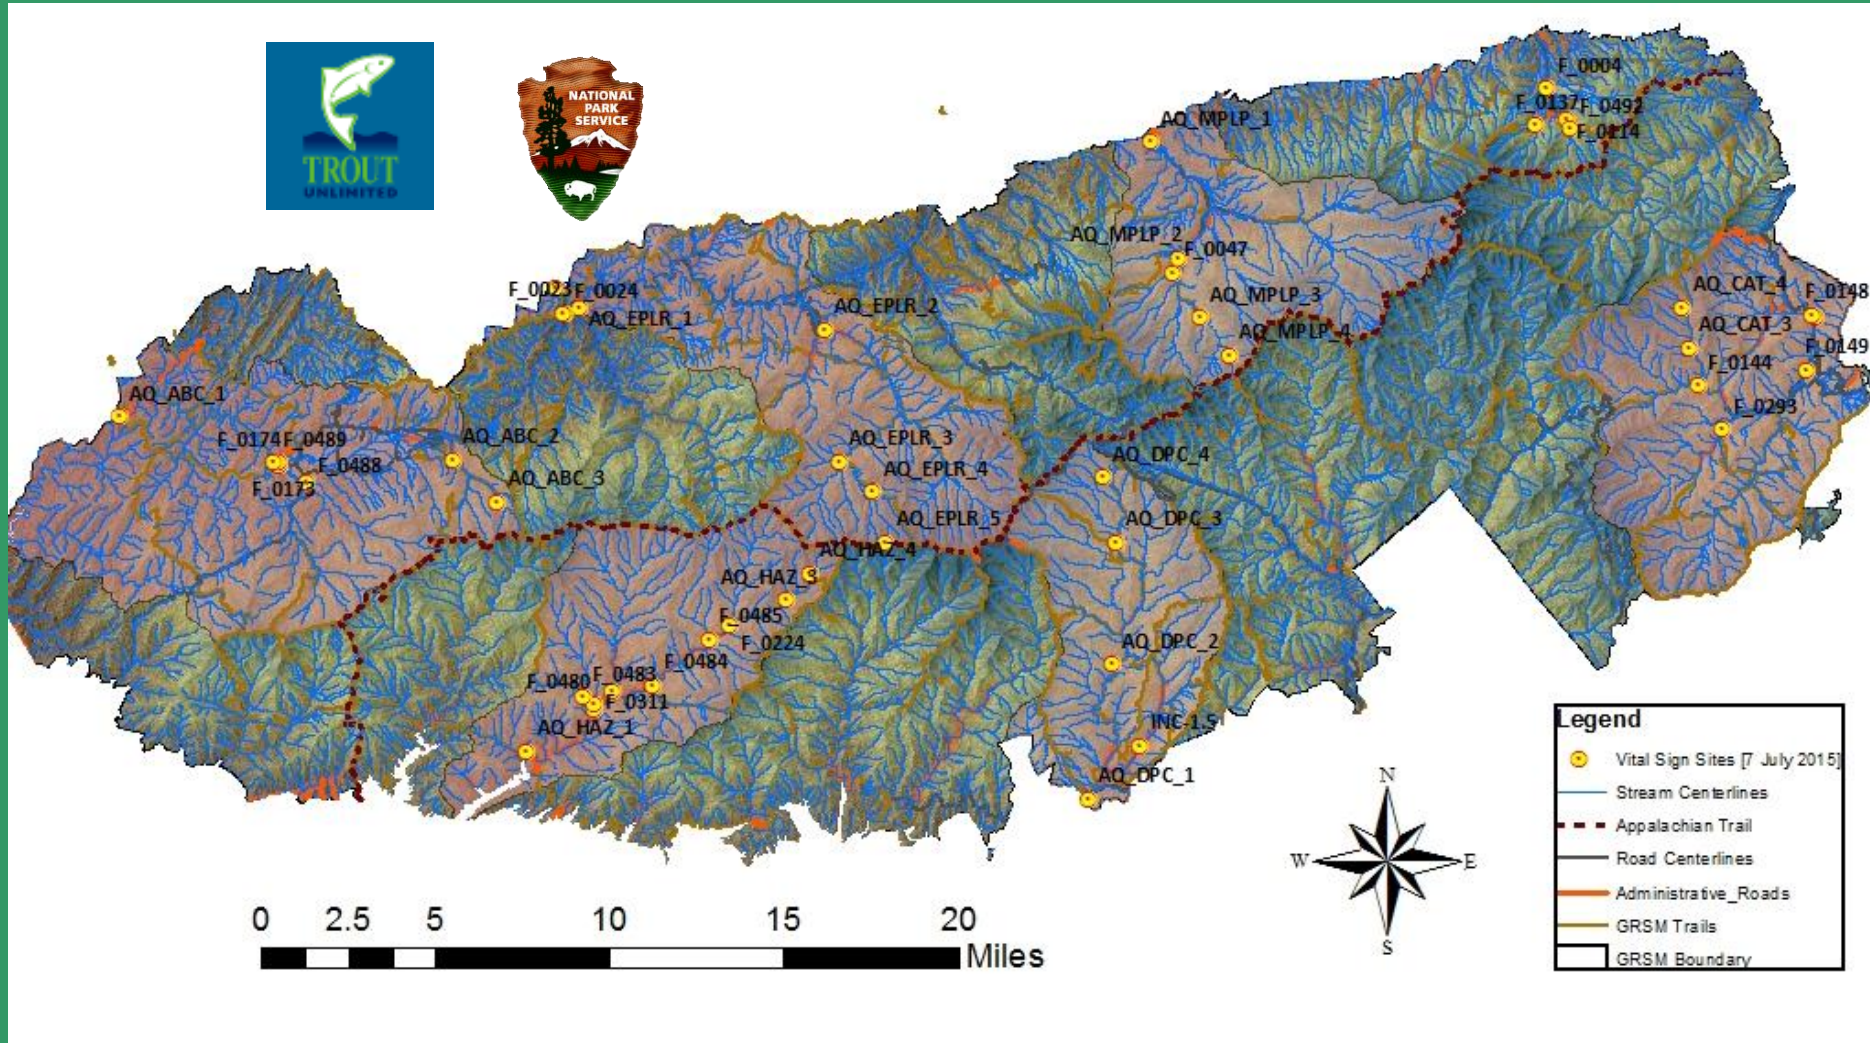 TROUT
UNLIMITED
NATIONAL
PARK
SERVICE
F_0004
F_0137
F_0492
F_0114
AQ_MPLP_1
AQ_MPLP_2
F_0047
AQ_MPLP_3
AQ_MPLP_4
AQ_CAT_4
F_0148
AQ_CAT_3
F_0149
F_0144
F_0293
F_0023
F_0024
AQ_EPLR_1
AQ_EPLR_2
AQ_ABC_1
F_0174
F_0489
F_0488
F_0173
AQ_ABC_2
AQ_ABC_3
AQ_EPLR_3
AQ_EPLR_4
AQ_EPLR_5
AQ_DPC_4
AQ_DPC_3
AQ_HAZ_4
AQ_HAZ_3
F_0485
F_0224
F_0484
F_0483
F_0480
F_0311
AQ_HAZ_1
AQ_DPC_2
INC-1.5
AQ_DPC_1
Legend
Vital Sign Sites [7 July 2015]
Stream Centerlines
Appalachian Trail
Road Centerlines
Administrative_Roads
GRSM Trails
GRSM Boundary
N
W E
S
0 2.5 5 10 15 20
Miles